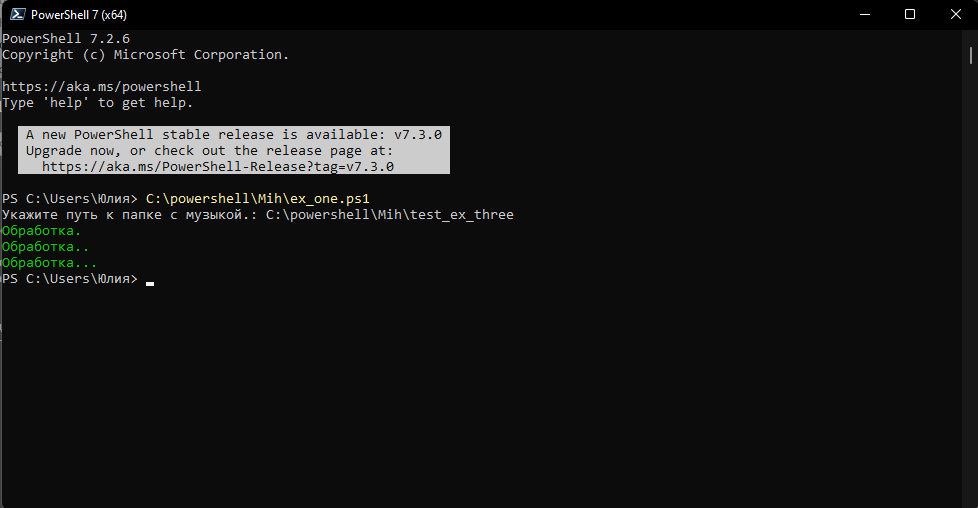 PowerShell 7 (x64)
PowerShell 7.2.6
Copyright (c) Microsoft Corporation.
https://aka.ms/powershell
Type 'help' to get help.
A new PowerShell stable release is available: v7.3.0
Upgrade now, or check out the release page at:
https://aka.ms/PowerShell-Release?tag=v7.3.0
PS C:\Users\Юлия> C:\powershell\Mih\ex_one.ps1
Укажите путь к папке с музыкой.: C:\powershell\Mih\test_ex_three
Обработка.
Обработка..
Обработка...
PS C:\Users\Юлия>